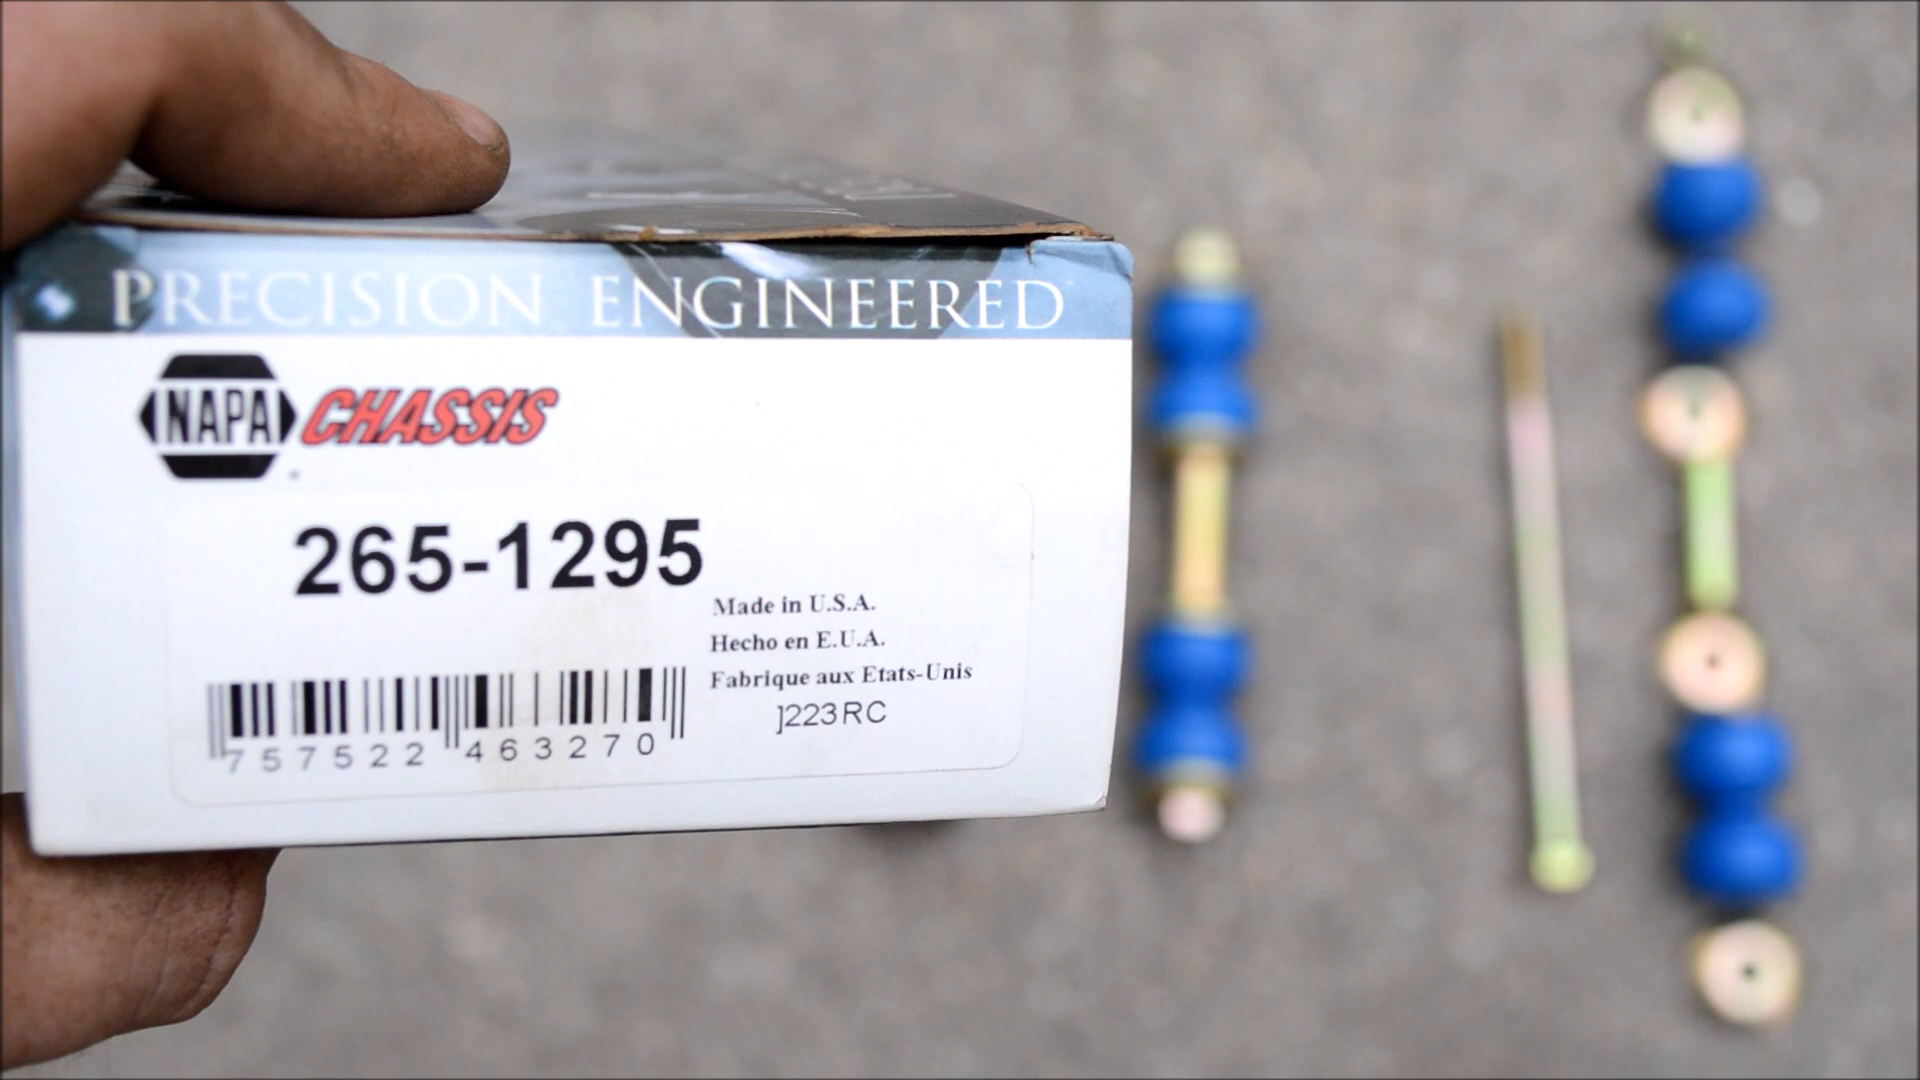 PRECISION ENGINEERED
NAPA CHASSIS
265-1295
Made in U.S.A.
Hecho en E.U.A.
Fabrique aux Etats-Unis
]223RC
757522 463270